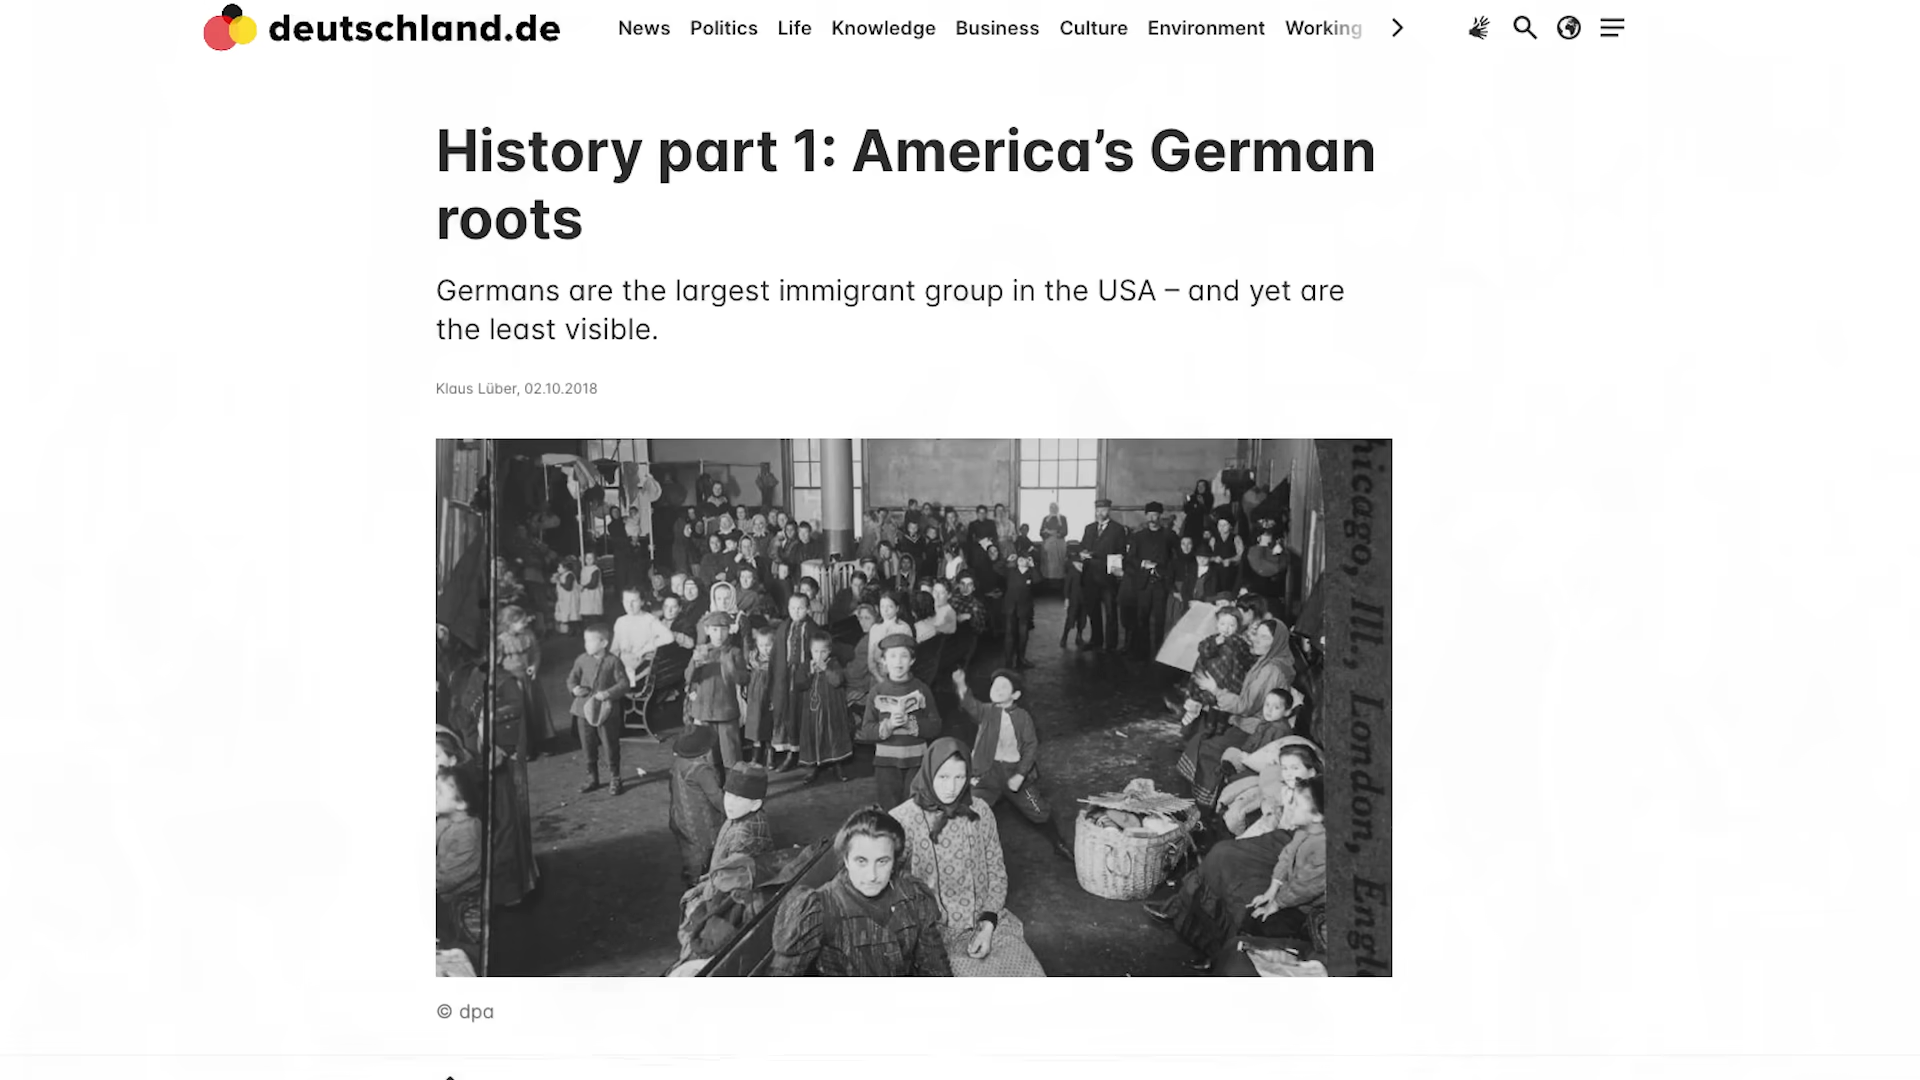 deutschland.de
News Politics Life Knowledge Business Culture Environment Working
History part 1: America’s German
roots
Germans are the largest immigrant group in the USA – and yet are
the least visible.
Klaus Lüber, 02.10.2018
hicago, Ill., London, Engl
© dpa